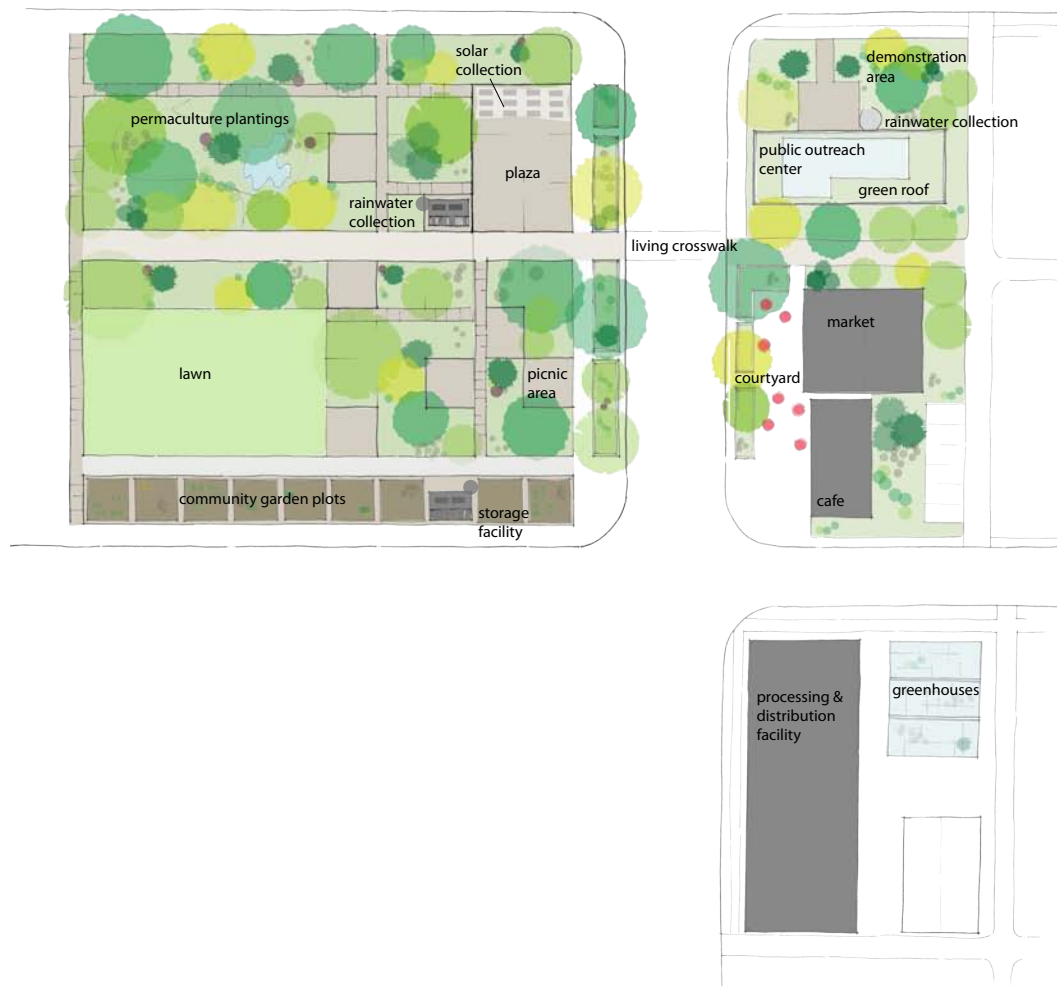 solar
collection
demonstration
area
permaculture plantings
rainwater collection
public outreach
center
plaza
green roof
rainwater
collection
living crosswalk
market
lawn
picnic
area
courtyard
community garden plots
cafe
storage
facility
processing &
distribution
facility
greenhouses